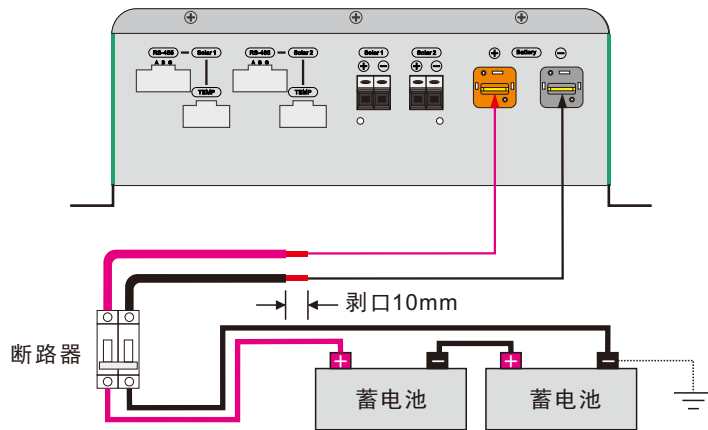 RS-485 Solar 1 RS-485 Solar 2 Solar 1 Solar 2 + Battery −
A B G A B G + − + −
TEMP TEMP
剥口10mm
断路器
+ − + −
蓄电池 蓄电池